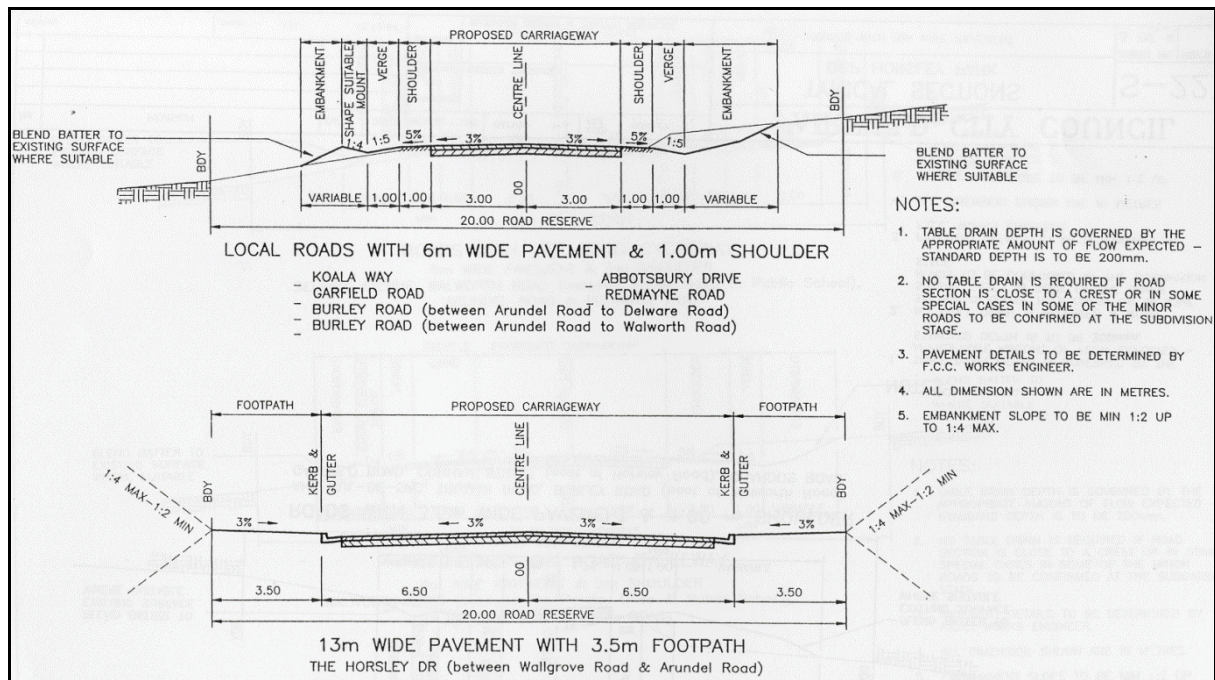 PROPOSED CARRIAGEWAY
EMBANKMENT
SHAPE SUITABLE
MOUNT
VERGE
SHOULDER
CENTRE LINE
SHOULDER
VERGE
EMBANKMENT
BDY
BLEND BATTER TO
EXISTING SURFACE
WHERE SUITABLE
BDY
1:4
1:5
5%
3%
3%
5%
1:5
BLEND BATTER TO
EXISTING SURFACE
WHERE SUITABLE
VARIABLE
1.00
1.00
3.00
00
3.00
1.00
1.00
VARIABLE
20.00 ROAD RESERVE
LOCAL ROADS WITH 6m WIDE PAVEMENT & 1.00m SHOULDER
– KOALA WAY
– GARFIELD ROAD
– BURLEY ROAD (between Arundel Road to Delware Road)
– BURLEY ROAD (between Arundel Road to Walworth Road)
– ABBOTSBURY DRIVE
– REDMAYNE ROAD
NOTES:
1. TABLE DRAIN DEPTH IS GOVERNED BY THE
APPROPRIATE AMOUNT OF FLOW EXPECTED –
STANDARD DEPTH IS TO BE 200mm.
2. NO TABLE DRAIN IS REQUIRED IF ROAD
SECTION IS CLOSE TO A CREST OR IN SOME
SPECIAL CASES IN SOME OF THE MINOR
ROADS TO BE CONFIRMED AT THE SUBDIVISION
STAGE.
3. PAVEMENT DETAILS TO BE DETERMINED BY
F.C.C. WORKS ENGINEER.
4. ALL DIMENSION SHOWN ARE IN METRES.
5. EMBANKMENT SLOPE TO BE MIN 1:2 UP
TO 1:4 MAX.
FOOTPATH
PROPOSED CARRIAGEWAY
FOOTPATH
1:4 MAX-1:2 MIN
BDY
KERB &
GUTTER
CENTRE LINE
KERB &
GUTTER
BDY
1:4 MAX-1:2 MIN
3%
3%
3%
3%
3.50
6.50
00
6.50
3.50
20.00 ROAD RESERVE
13m WIDE PAVEMENT WITH 3.5m FOOTPATH
THE HORSLEY DR (between Wallgrove Road & Arundel Road)